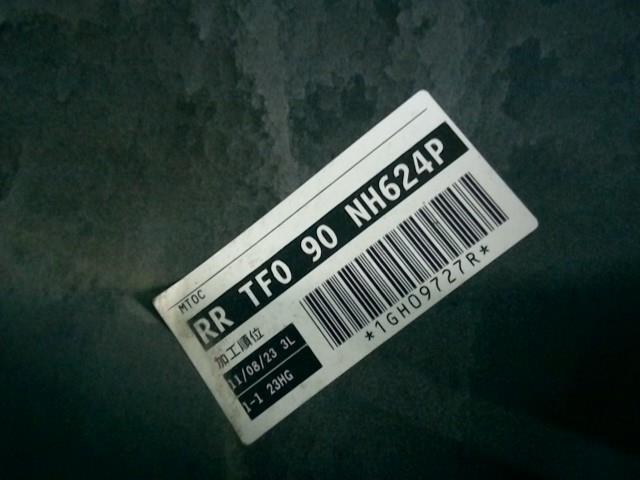 MTOC
RR TF0 90 NH624P
加工順位
11/08/23 3L
1-1 23HG
*1GH09727R*